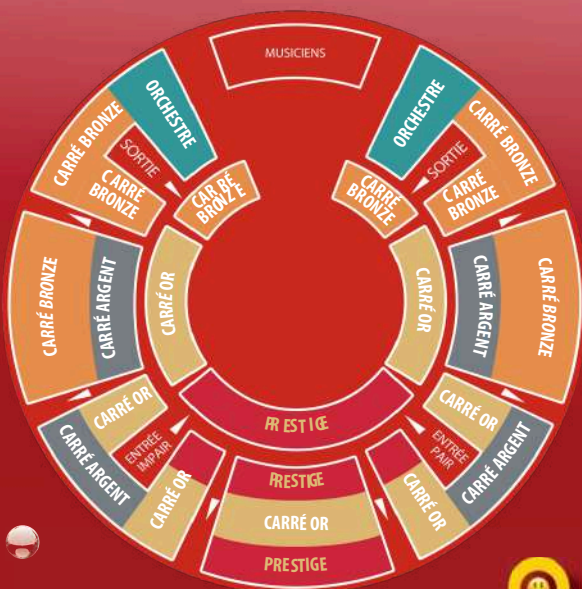 MUSICIENS
ORCHESTRE
ORCHESTRE
CARRÉ BRONZE
CARRÉ BRONZE
SORTIE
SORTIE
CARRÉ
BRONZE
CARRÉ
BRONZE
CARRÉ
BRONZE
CARRÉ
BRONZE
CARRÉ BRONZE
CARRÉ ARGENT
CARRÉ OR
CARRÉ OR
CARRÉ ARGENT
CARRÉ BRONZE
CARRÉ OR
CARRÉ OR
PRESTIGE
CARRÉ ARGENT
ENTRÉE
IMPAIR
ENTRÉE
PAIR
CARRÉ ARGENT
CARRÉ OR
PRESTIGE
CARRÉ OR
CARRÉ OR
PRESTIGE